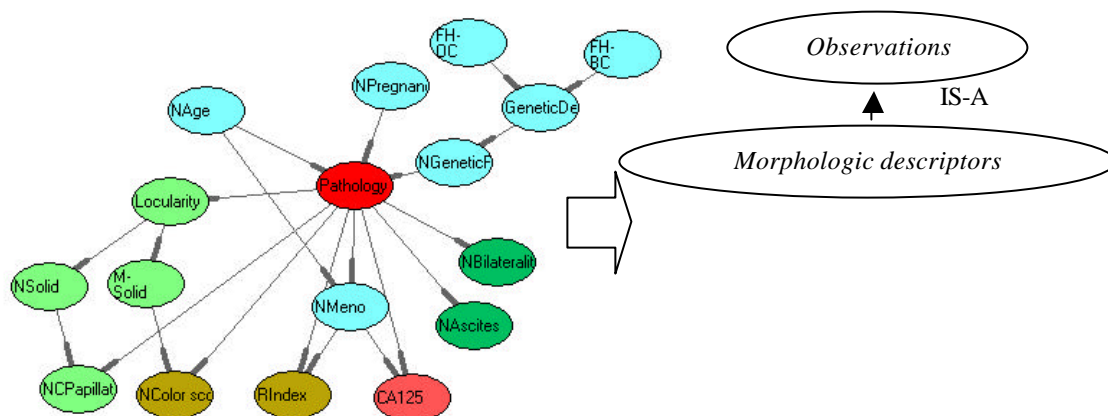 FH-
OC
FH-
BC
Observations
NPregnan
NAge
GeneticDe
IS-A
NGeneticF
Morphologic descriptors
Pathology
Locularity
NBilateralit
NSolid
M-
Solid
NMeno
NAscites
NCPapillat
NColor sco
RIndex
CA125